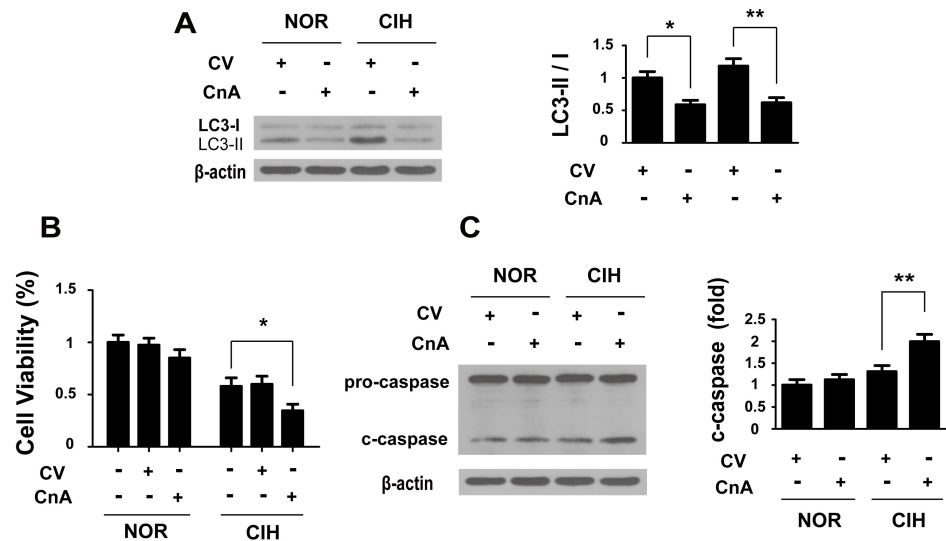 A
NOR CIH
CV + - + -
CnA - + - +
LC3-I
LC3-II
β-actin
LC3-II / I
1.5
1
0.5
0
* **
CV + - + -
CnA - + - +
B
Cell Viability (%)
1.5
1
0.5
0
*
CV - + - - + -
CnA - - + - - +
NOR CIH
C
NOR CIH
CV + - + -
CnA - + - +
pro-caspase
c-caspase
β-actin
c-caspase (fold)
2.5
2
1.5
1
0.5
0
**
CV + - + -
CnA - + - +
NOR CIH